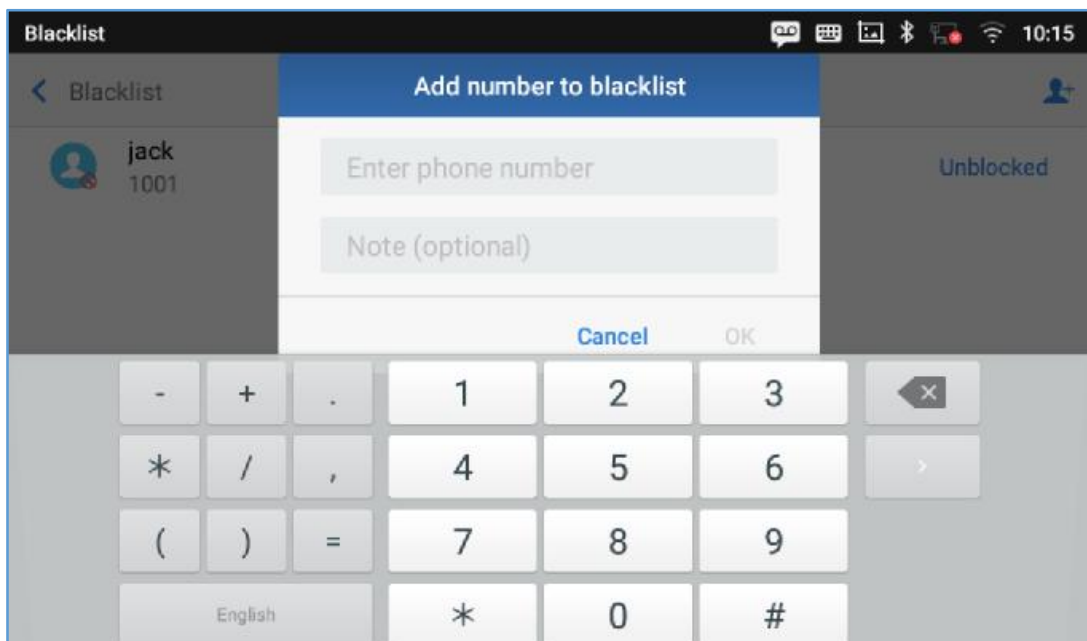 Blacklist 10:15
Add number to blacklist
Blacklist
jack
1001
Unblocked
Enter phone number
Note (optional)
Cancel OK
- + . 1 2 3
* / , 4 5 6
( ) = 7 8 9
English * 0 #